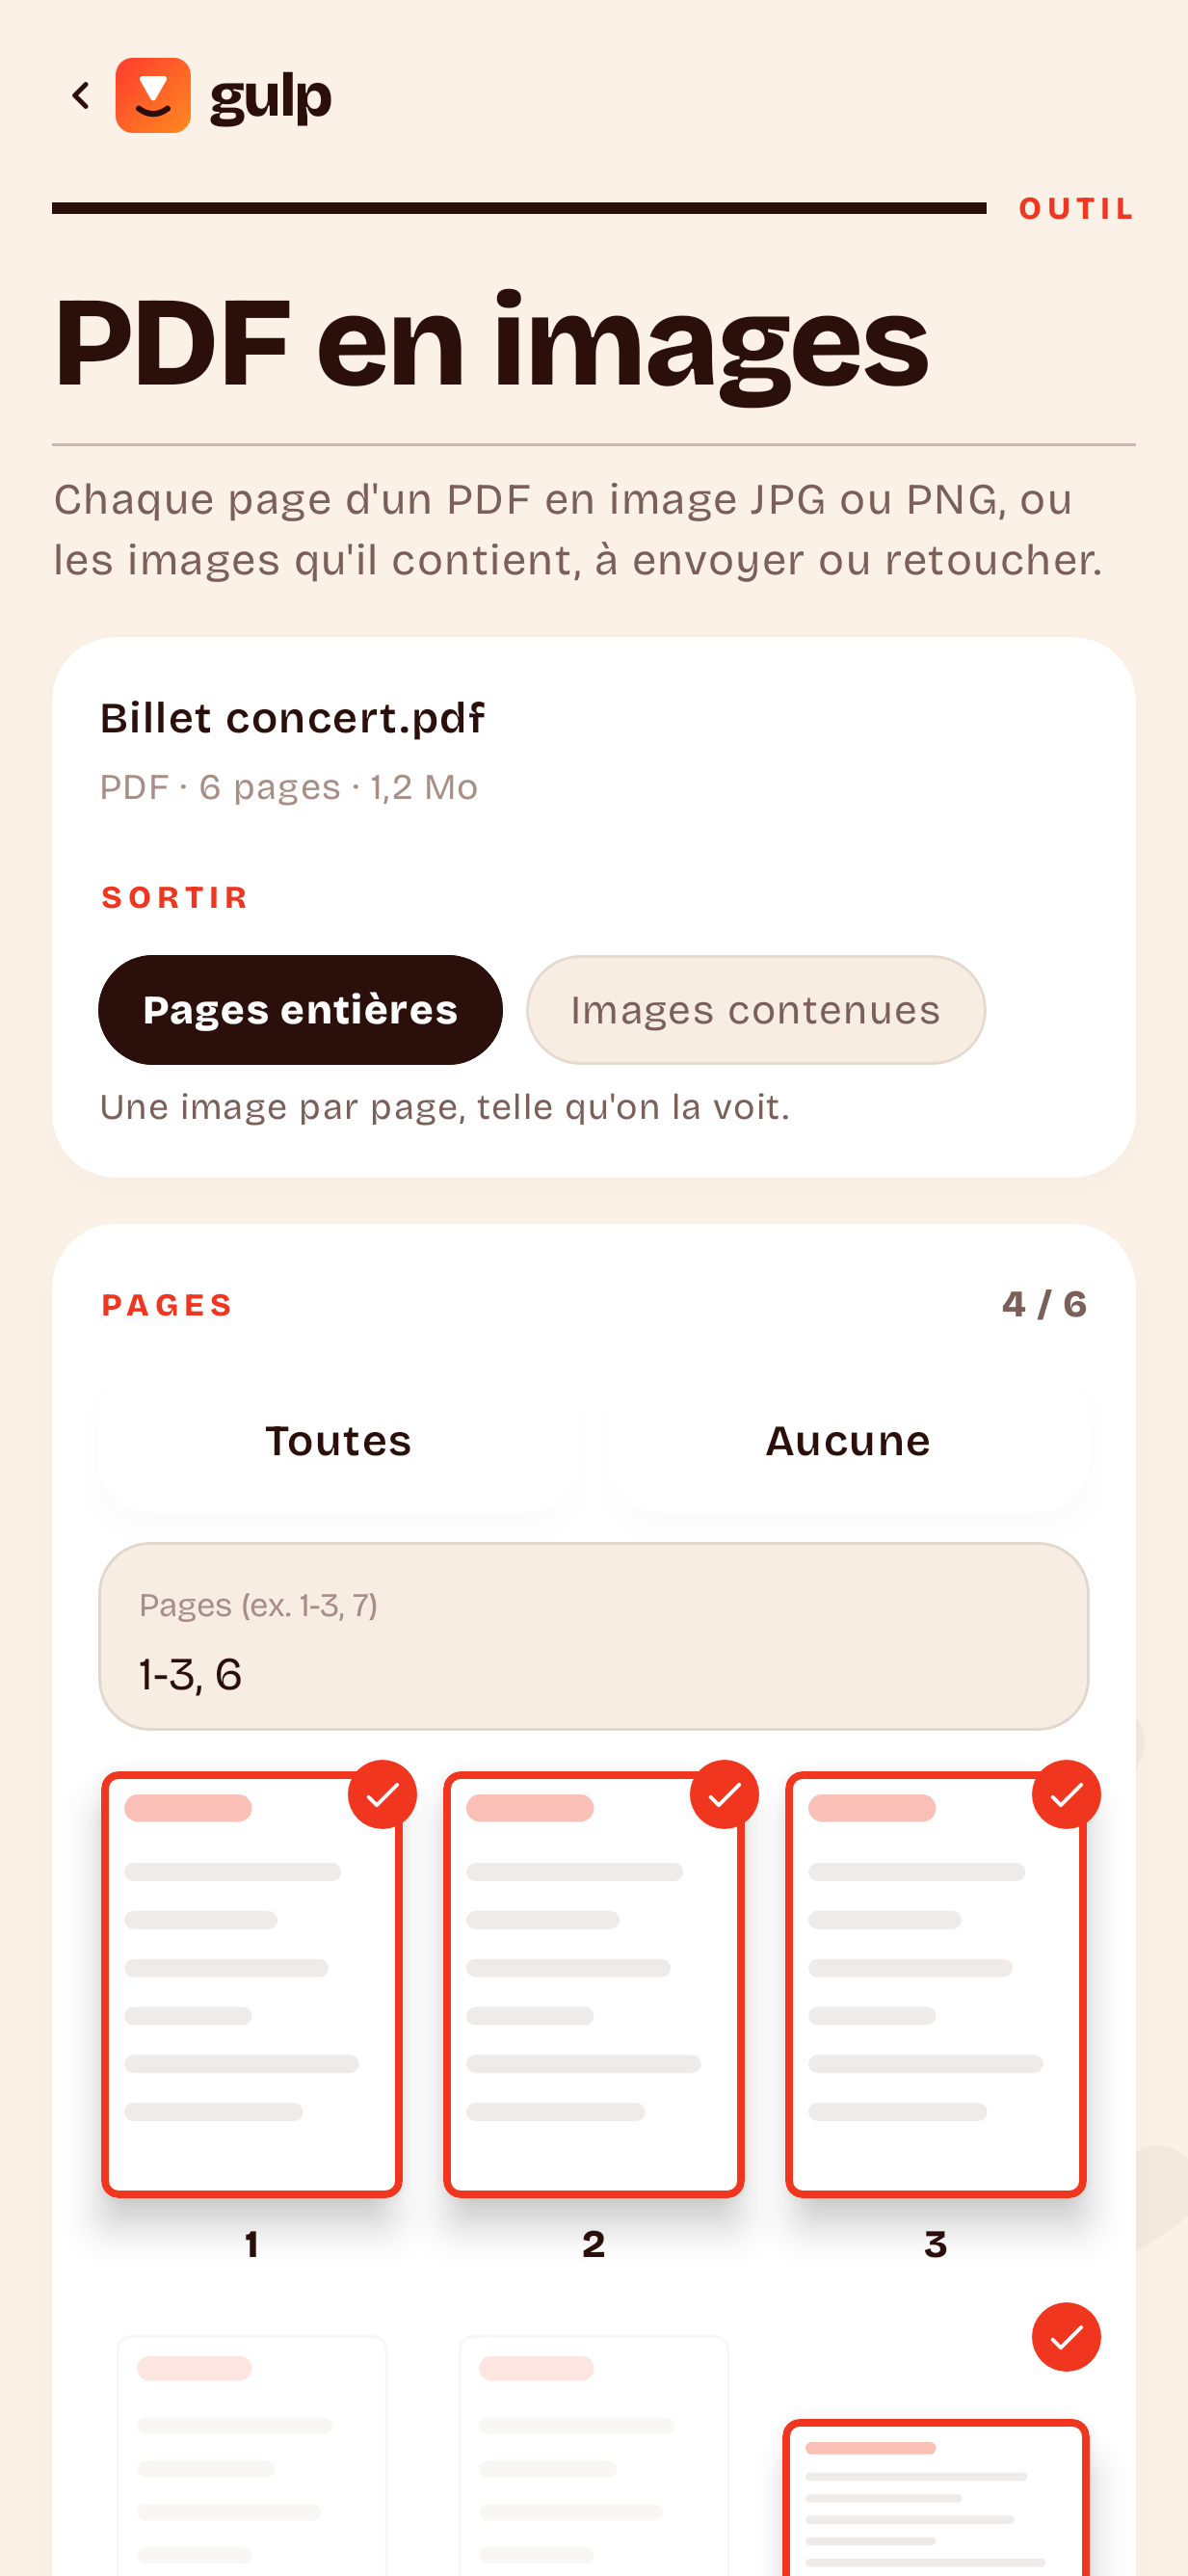 gulp
OUTIL
PDF en images
Chaque page d'un PDF en image JPG ou PNG, ou
les images qu'il contient, à envoyer ou retoucher.
Billet concert.pdf
PDF · 6 pages · 1,2 Mo
SORTIR
Pages entières
Images contenues
Une image par page, telle qu'on la voit.
PAGES
4 / 6
Toutes
Aucune
Pages (ex. 1-3, 7)
1-3, 6
1
2
3